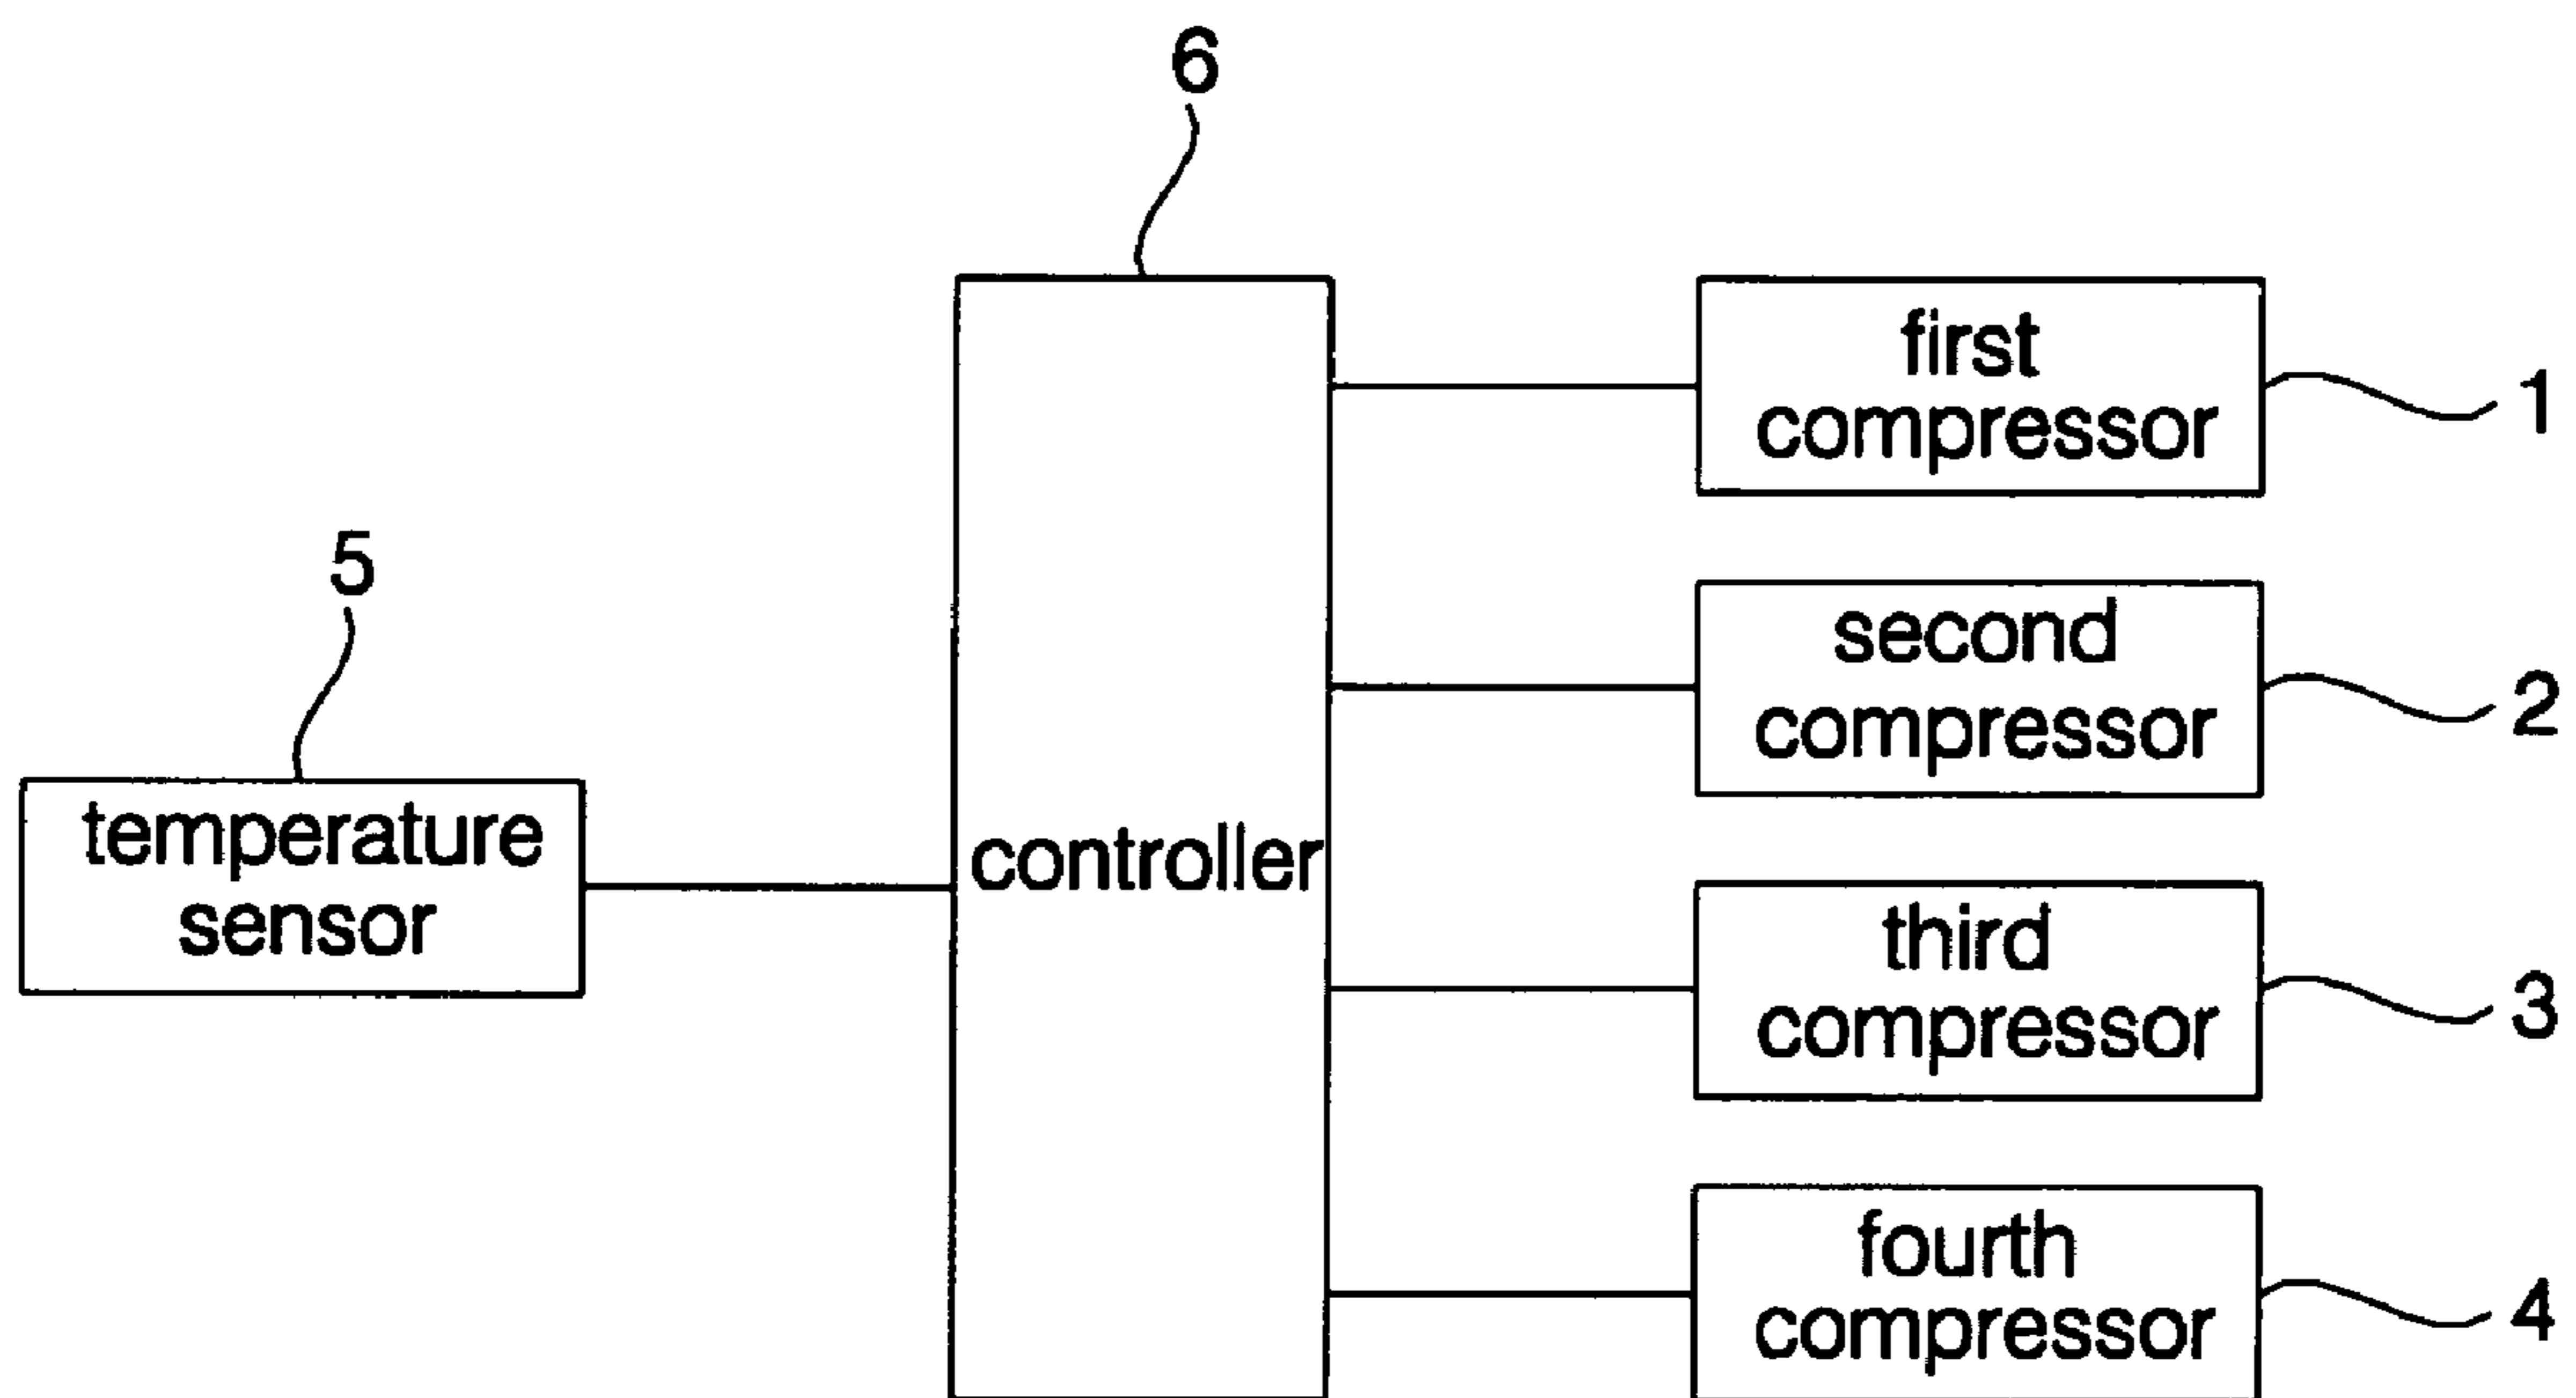 6
first
compressor
1
5
second
compressor
2
temperature
sensor
controller
third
compressor
3
fourth
compressor
4